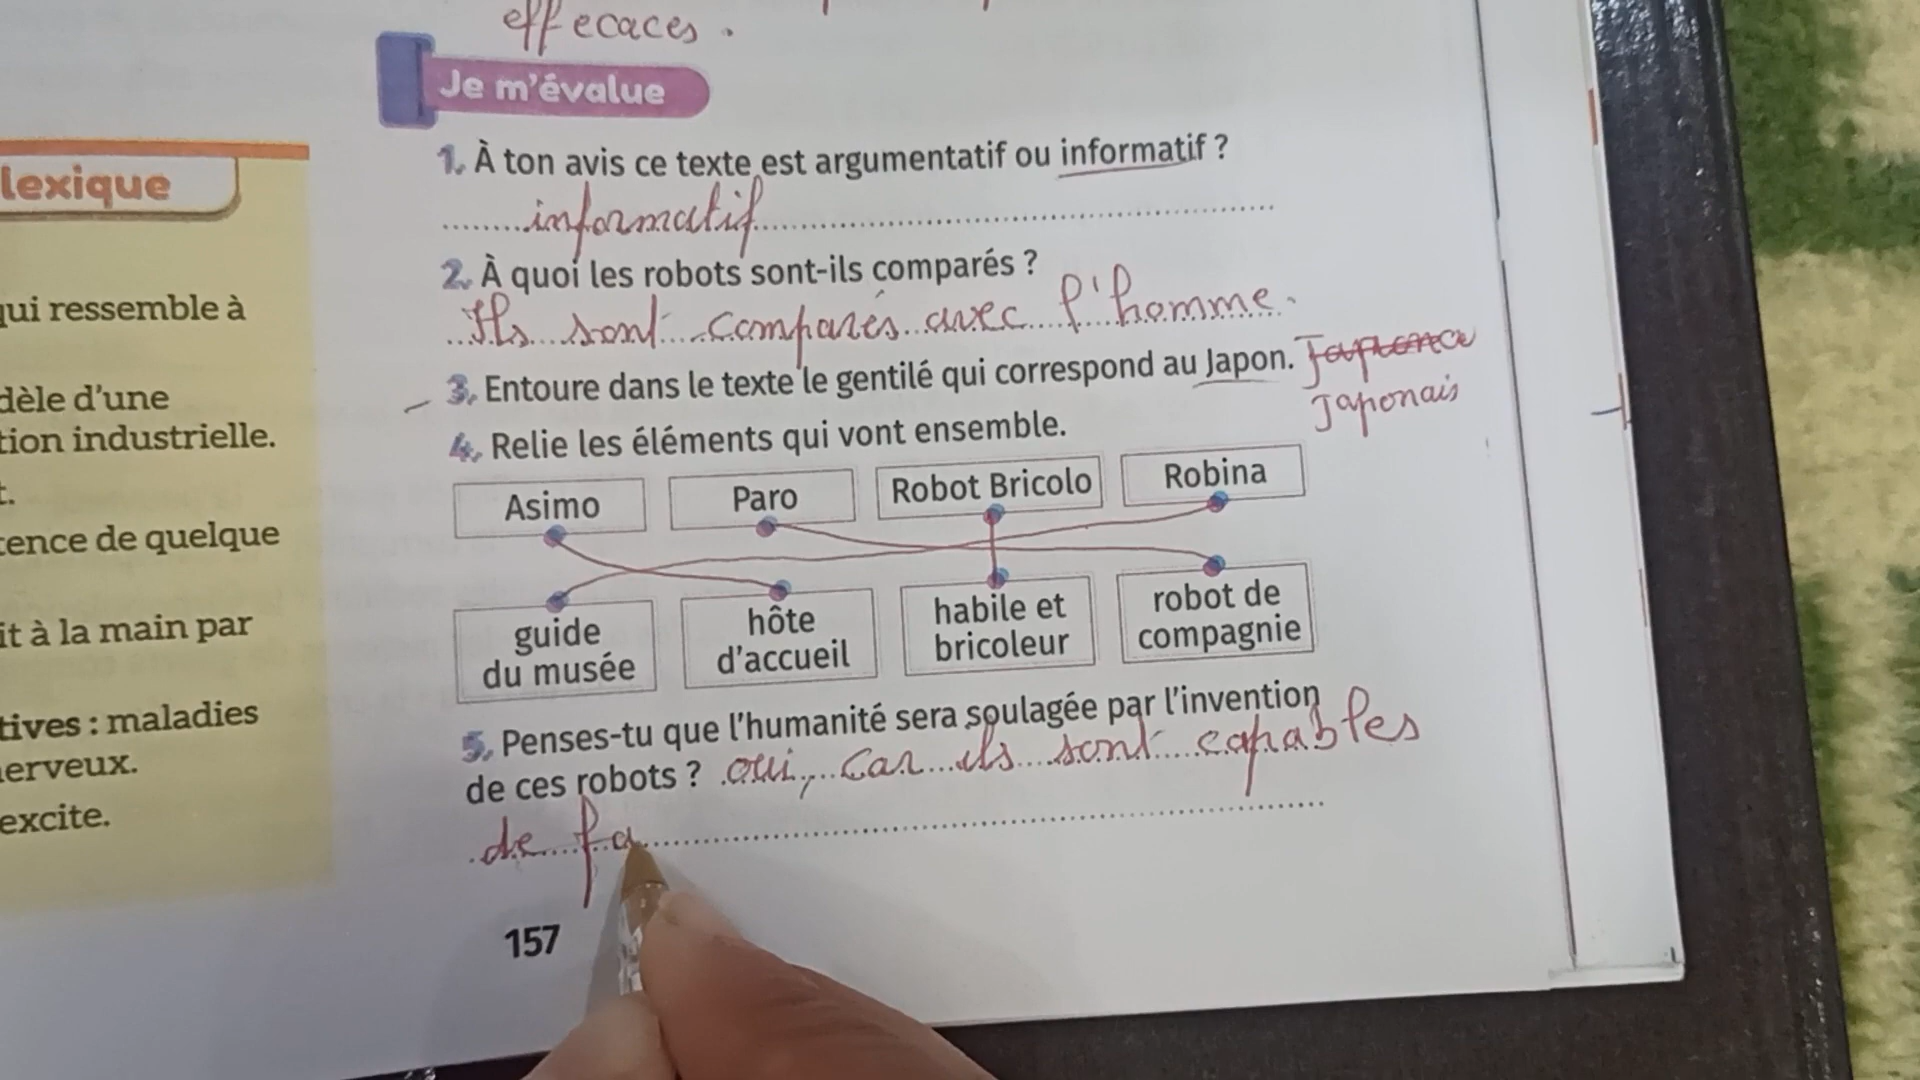 effecaces.
Je m'évalue
1. À ton avis ce texte est argumentatif ou informatif ?
informatif
2. À quoi les robots sont-ils comparés ?
Ils sont comparés avec l'homme.
3. Entoure dans le texte le gentilé qui correspond au Japon.
Japonais
4. Relie les éléments qui vont ensemble.
Asimo Paro Robot Bricolo Robina
guide du musée
hôte d'accueil
habile et bricoleur
robot de compagnie
5. Penses-tu que l'humanité sera soulagée par l'invention
de ces robots ? oui, car ils sont capables
de fa
157
lexique
qui ressemble à
dèle d'une
tion industrielle.
t.
cence de quelque
it à la main par
tives : maladies
nerveux.
excite.